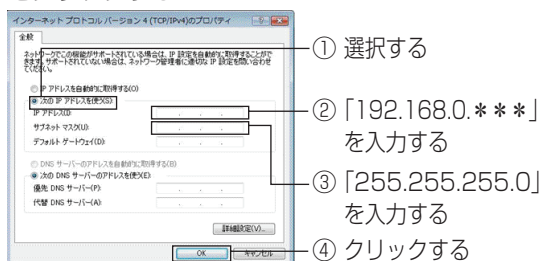 インターネット プロトコル バージョン 4 (TCP/IPv4)のプロパティ
全般
ネットワークでこの機能がサポートされている場合は、IP 設定を自動的に取得することがで
きます。サポートされていない場合は、ネットワーク管理者に適切な IP 設定を問い合わせ
てください。
IP アドレスを自動的に取得する(O)
次の IP アドレスを使う(S):
IP アドレス(I):
サブネット マスク(U):
デフォルト ゲートウェイ(D):
DNS サーバーのアドレスを自動的に取得する(B)
次の DNS サーバーのアドレスを使う(E):
優先 DNS サーバー(P):
代替 DNS サーバー(A):
詳細設定(V)...
OK
キャンセル
① 選択する
② 「192.168.0.＊＊＊」
を入力する
③ 「255.255.255.0」
を入力する
④ クリックする